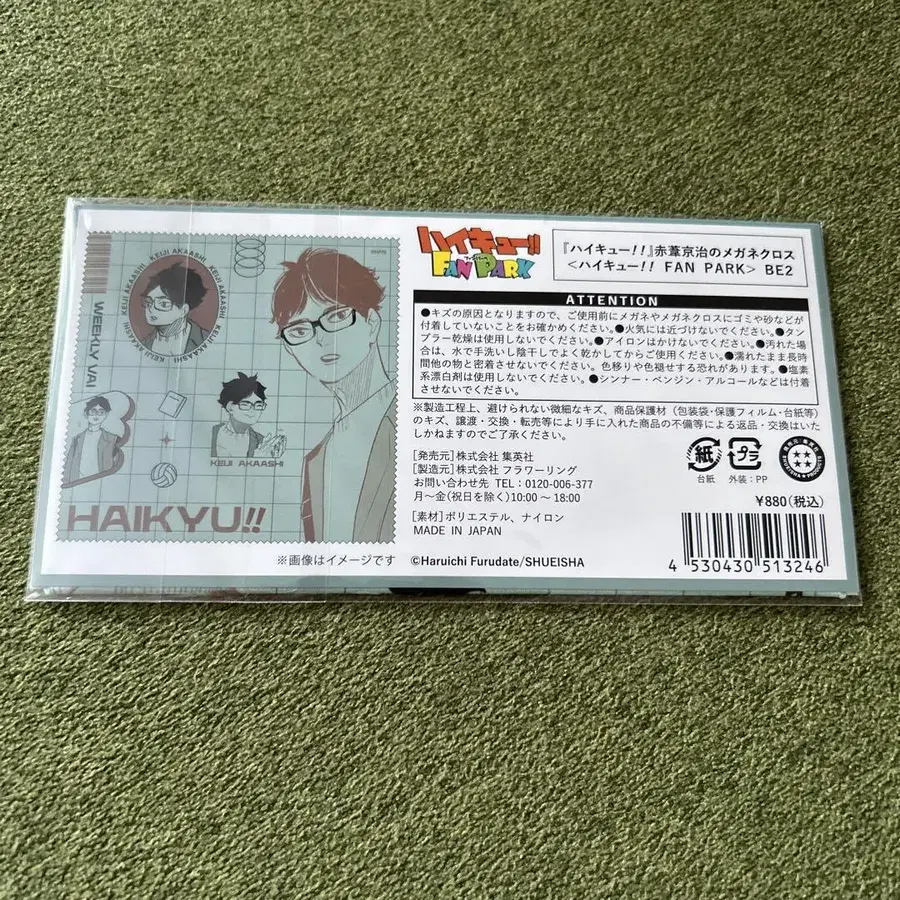 ハイキュー!!
FAN PARK
『ハイキュー!!』赤葦京治のメガネクロス
<ハイキュー!! FAN PARK> BE2
ATTENTION
●キズの原因となりますので、ご使用前にメガネやメガネクロスにゴミや砂などが
付着していないことをお確かめください。●火気には近づけないでください。●タン
ブラー乾燥は使用しないでください。●アイロンはかけないでください。●汚れた場
合は、水で手洗いし陰干しでよく乾かしてからご使用ください。●濡れたまま長時
間他の物と密着させないでください。色移りや色褪せする恐れがあります。●塩素
系漂白剤は使用しないでください。●シンナー・ベンジン・アルコールなどは付着
させないでください。
※製造工程上、避けられない微細なキズ、商品保護材(包装袋・保護フィルム・台紙等)
のキズ、譲渡・交換・転売等により手に入れた商品の不備等による返品・交換はいた
しかねますのでご了承ください。
[発売元]株式会社 集英社
[製造元]株式会社 フラワーリング
お問い合わせ先 TEL:0120-006-377
月～金(祝日を除く)10:00～18:00
[素材]ポリエステル、ナイロン
MADE IN JAPAN
©Haruichi Furudate/SHUEISHA
紙
台紙
プラ
外装:PP
¥880(税込)
4 530430 513246
KEIJI AKAASHI KEIJI AKAASHI KEIJI AKAASHI
WEEKLY VAI
KEIJI AKAASHI
HAIKYU!!
※画像はイメージです